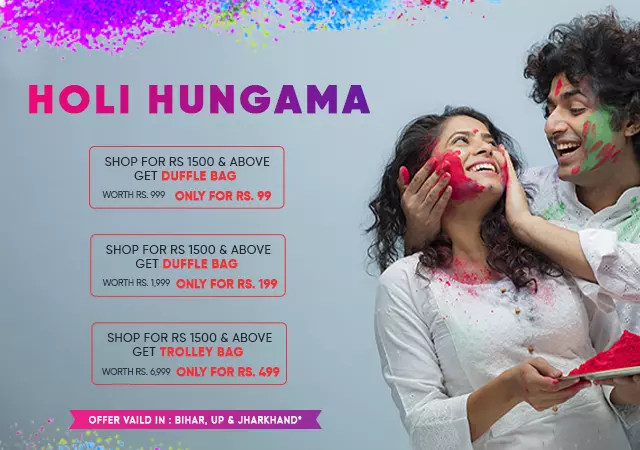 HOLI HUNGAMA
SHOP FOR RS 1500 & ABOVE
GET DUFFLE BAG
WORTH RS. 999 ONLY FOR RS. 99
SHOP FOR RS 1500 & ABOVE
GET DUFFLE BAG
WORTH RS. 1,999 ONLY FOR RS. 199
SHOP FOR RS 1500 & ABOVE
GET TROLLEY BAG
WORTH RS. 6,999 ONLY FOR RS. 499
OFFER VAILD IN : BIHAR, UP & JHARKHAND*